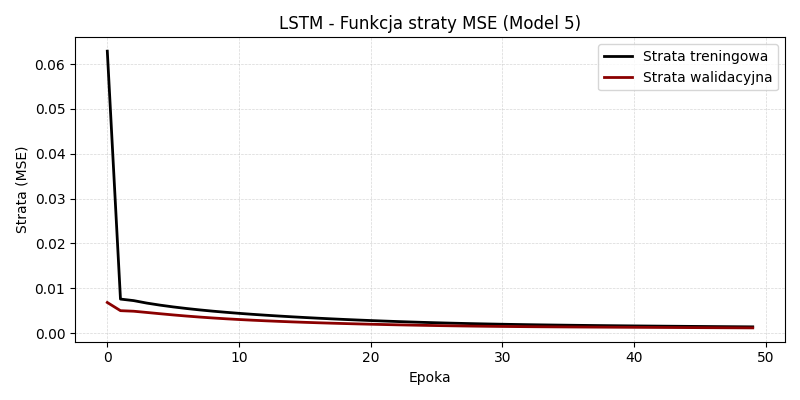 LSTM - Funkcja straty MSE (Model 5)
Strata treningowa
Strata walidacyjna
Strata (MSE)
0.06
0.05
0.04
0.03
0.02
0.01
0.00
0 10 20 30 40 50
Epoka